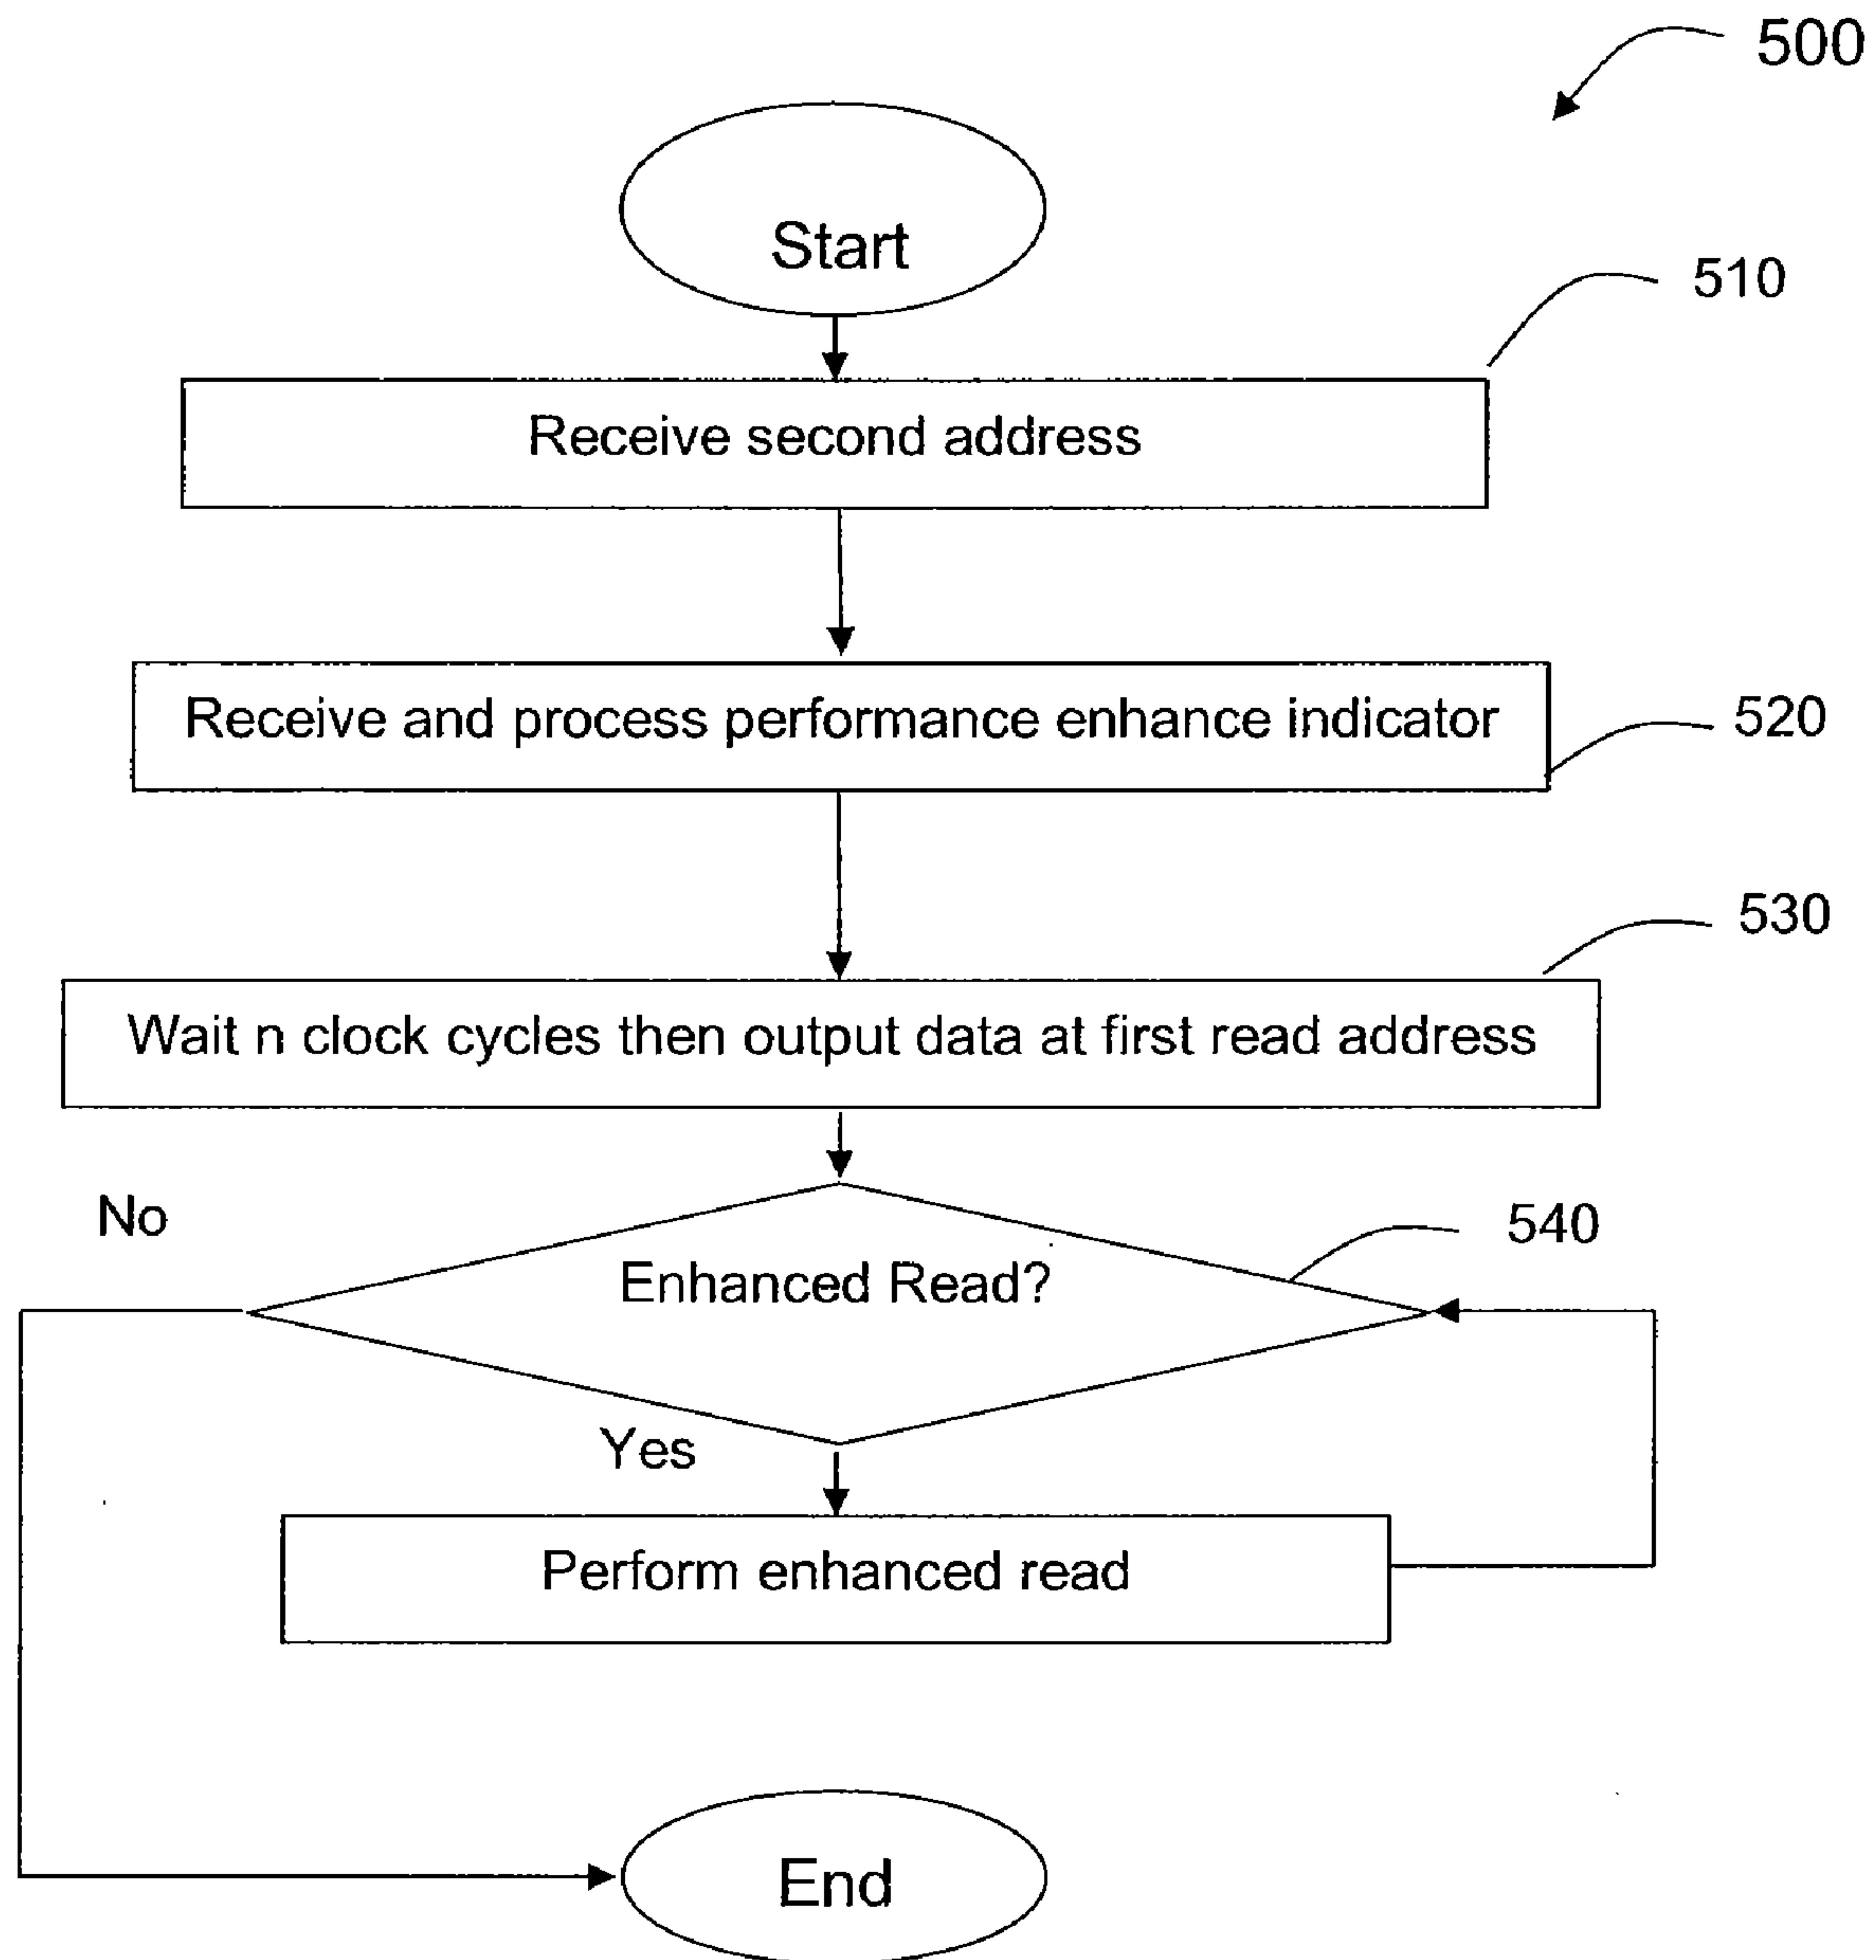 500
Start
510
Receive second address
Receive and process performance enhance indicator
520
530
Wait n clock cycles then output data at first read address
No
540
Enhanced Read?
Yes
Perform enhanced read
End